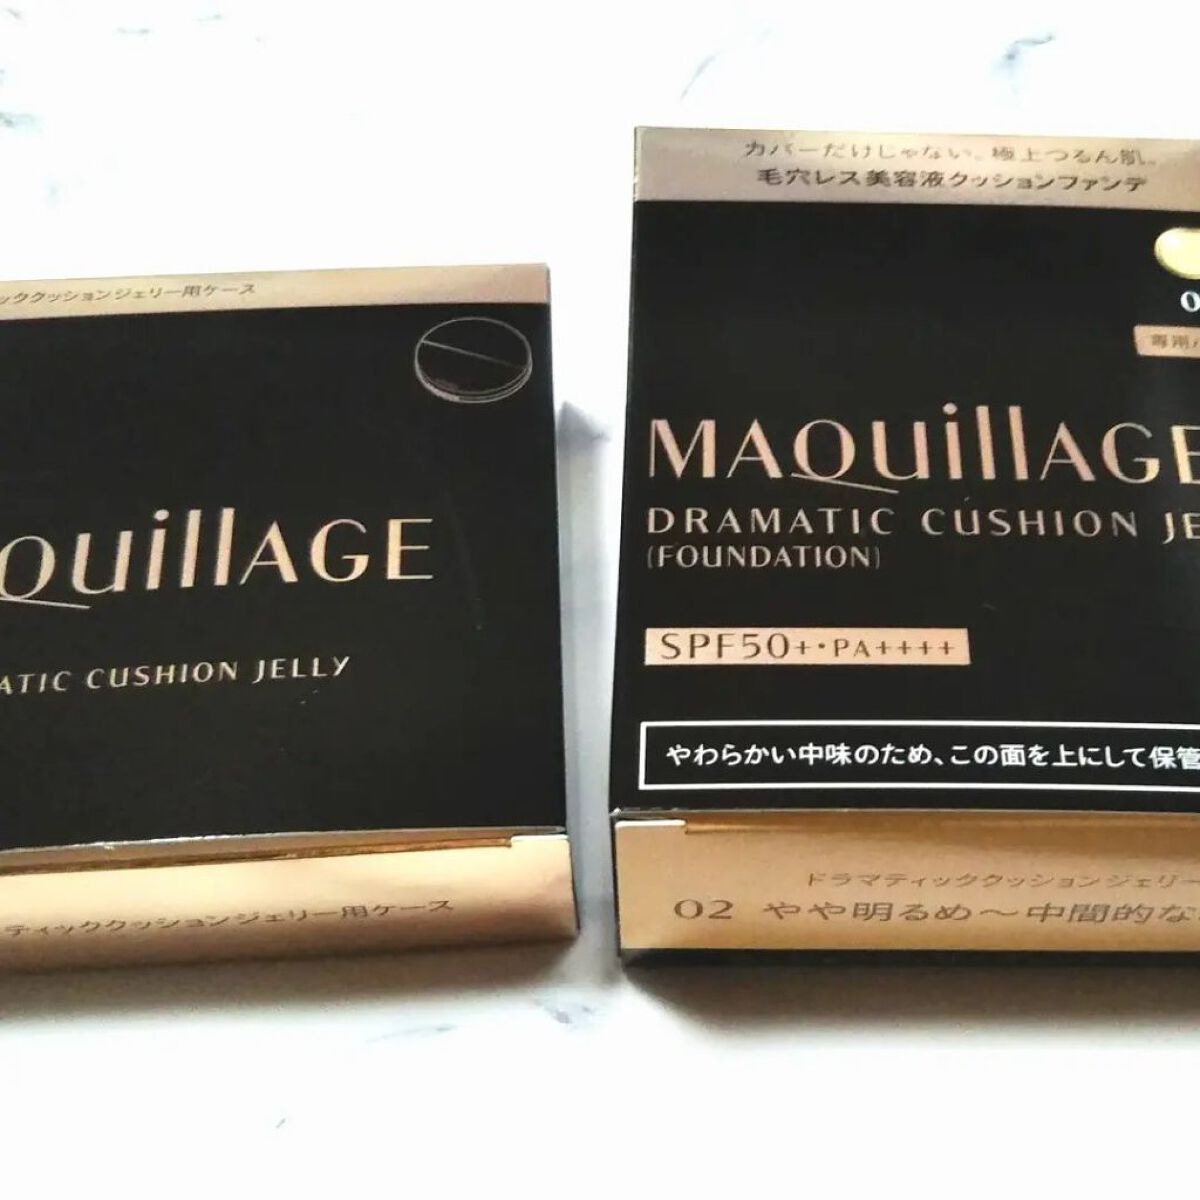 ッククッションジェリー用ケース
QuillAGE
ATIC CUSHION JELLY
ティッククッションジェリー用ケース
カバーだけじゃない。極上つるん肌。
毛穴レス美容液クッションファンデ
0
専用
MAQuillAGE
DRAMATIC CUSHION JE
(FOUNDATION)
SPF50+・PA++++
やわらかい中味のため、この面を上にして保管
ドラマティッククッションジェリー
02 やや明るめ〜中間的な